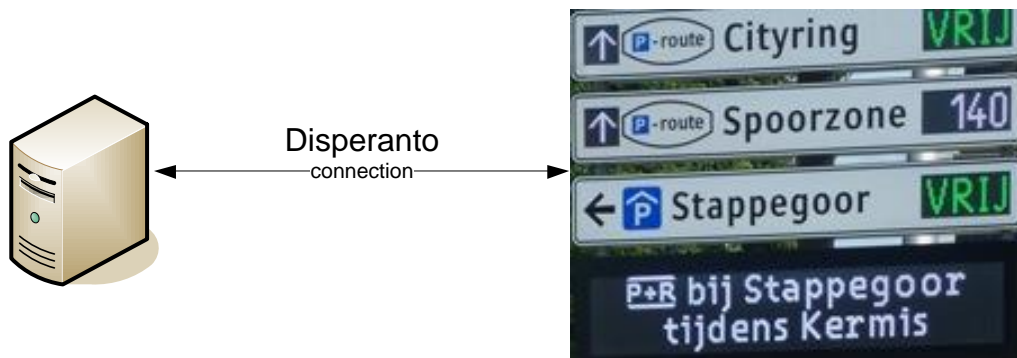 Disperanto
connection
P-route Cityring VRIJ
P-route Spoorzone 140
P Stappegoor VRIJ
P+R bij Stappegoor
tijdens Kermis